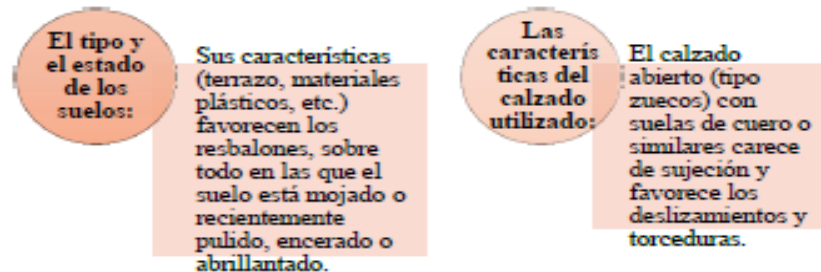 El tipo y
el estado
de los
suelos:
Sus características
(terrazo, materiales
plásticos, etc.)
favorecen los
resbalones, sobre
todo en las que el
suelo está mojado o
recientemente
pulido, encerado o
abrillantado.
Las
caracterís
ticas del
calzado
utilizado:
El calzado
abierto (tipo
zuecos) con
suelas de cuero o
similares carece
de sujeción y
favorece los
deslizamientos y
torceduras.